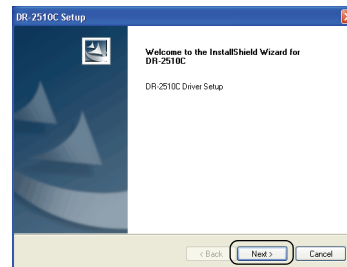 DR-2510C Setup
Welcome to the InstallShield Wizard for
DR-2510C
DR-2510C Driver Setup
< Back
Next >
Cancel